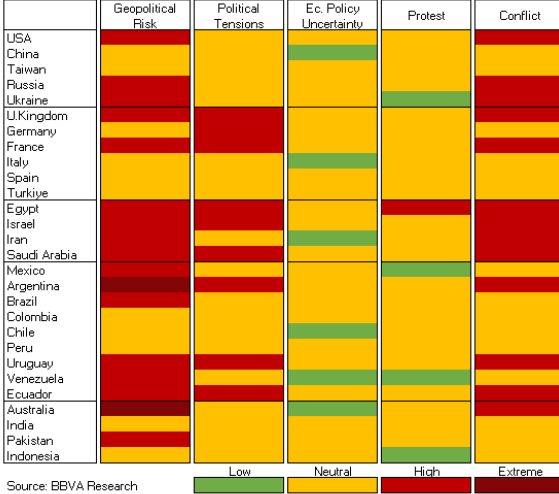 Geopolitical Risk Political Tensions Ec. Policy Uncertainty Protest Conflict
USA
China
Taiwan
Russia
Ukraine
U.Kingdom
Germany
France
Italy
Spain
Turkiye
Egypt
Israel
Iran
Saudi Arabia
Mexico
Argentina
Brazil
Colombia
Chile
Peru
Uruguay
Venezuela
Ecuador
Australia
India
Pakistan
Indonesia
Low Neutral High Extreme
Source: BBVA Research